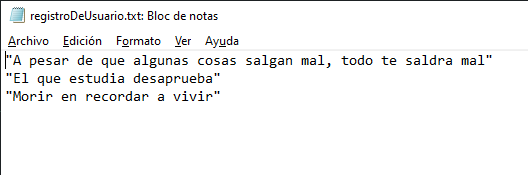 registroDeUsuario.txt: Bloc de notas
Archivo Edición Formato Ver Ayuda
"A pesar de que algunas cosas salgan mal, todo te saldra mal"
"El que estudia desaprueba"
"Morir en recordar a vivir"